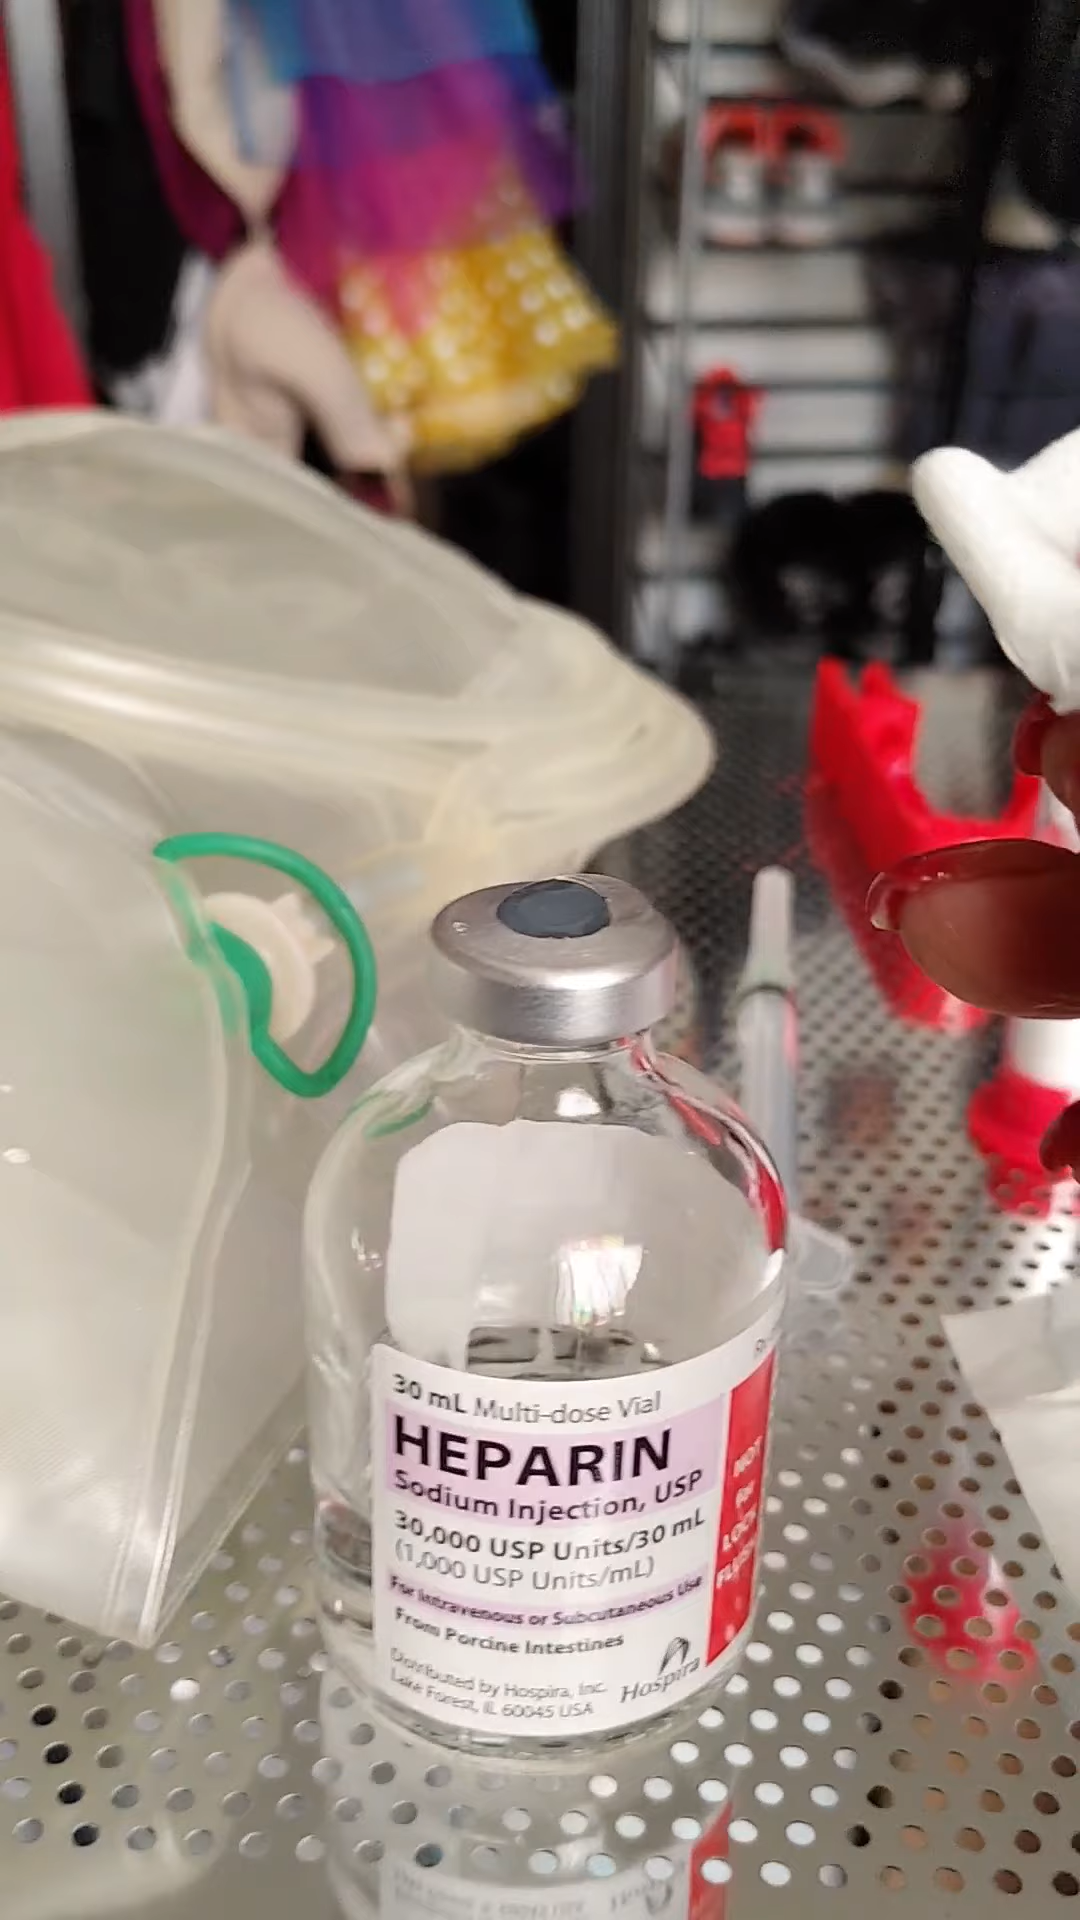 30 mL Multi-dose Vial
HEPARIN
Sodium Injection, USP
30,000 USP Units/30 mL
(1,000 USP Units/mL)
For Intravenous or Subcutaneous Use
From Porcine Intestines
Distributed by Hospira, Inc.
Lake Forest, IL 60045 USA
Hospira
NOT
for
LOCK
FLUSH